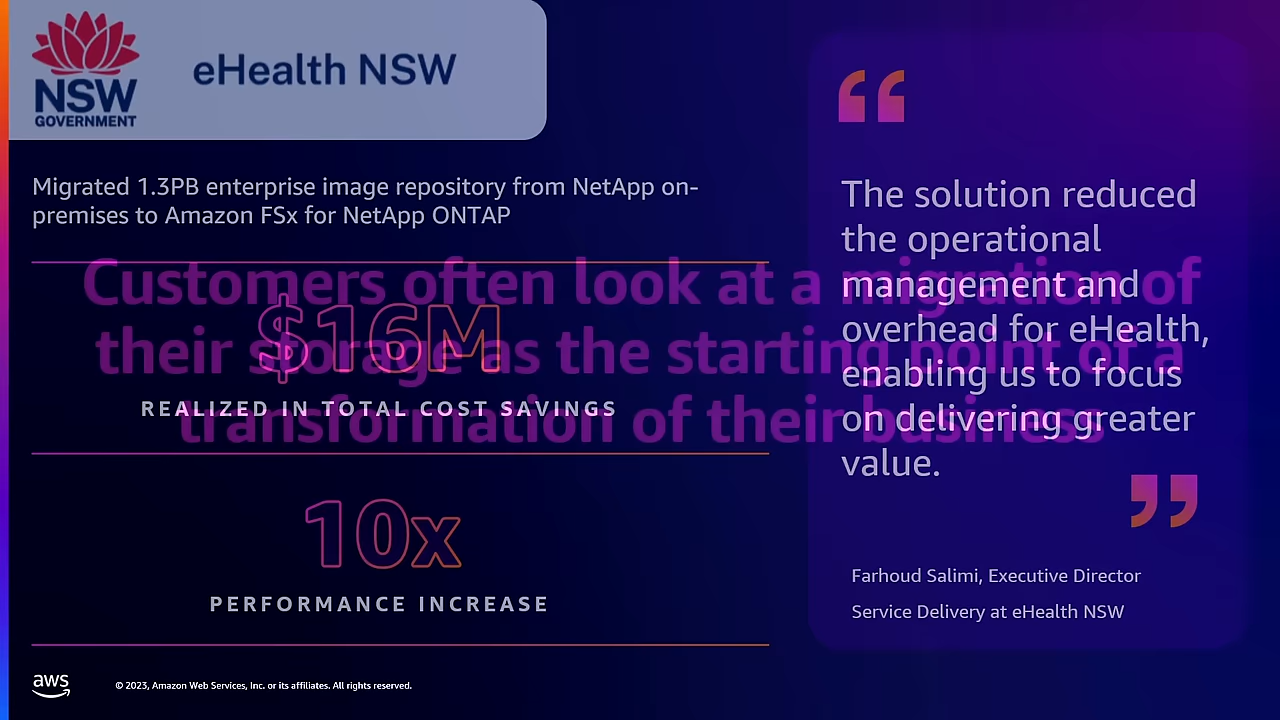 NSW
GOVERNMENT
eHealth NSW
Migrated 1.3PB enterprise image repository from NetApp on-
premises to Amazon FSx for NetApp ONTAP
$16M
REALIZED IN TOTAL COST SAVINGS
10x
PERFORMANCE INCREASE
Customers often look at a migration of
their storage as the starting point of a
transformation of their business
“
The solution reduced
the operational
management and
overhead for eHealth,
enabling us to focus
on delivering greater
value.
”
Farhoud Salimi, Executive Director
Service Delivery at eHealth NSW
aws
© 2023, Amazon Web Services, Inc. or its affiliates. All rights reserved.